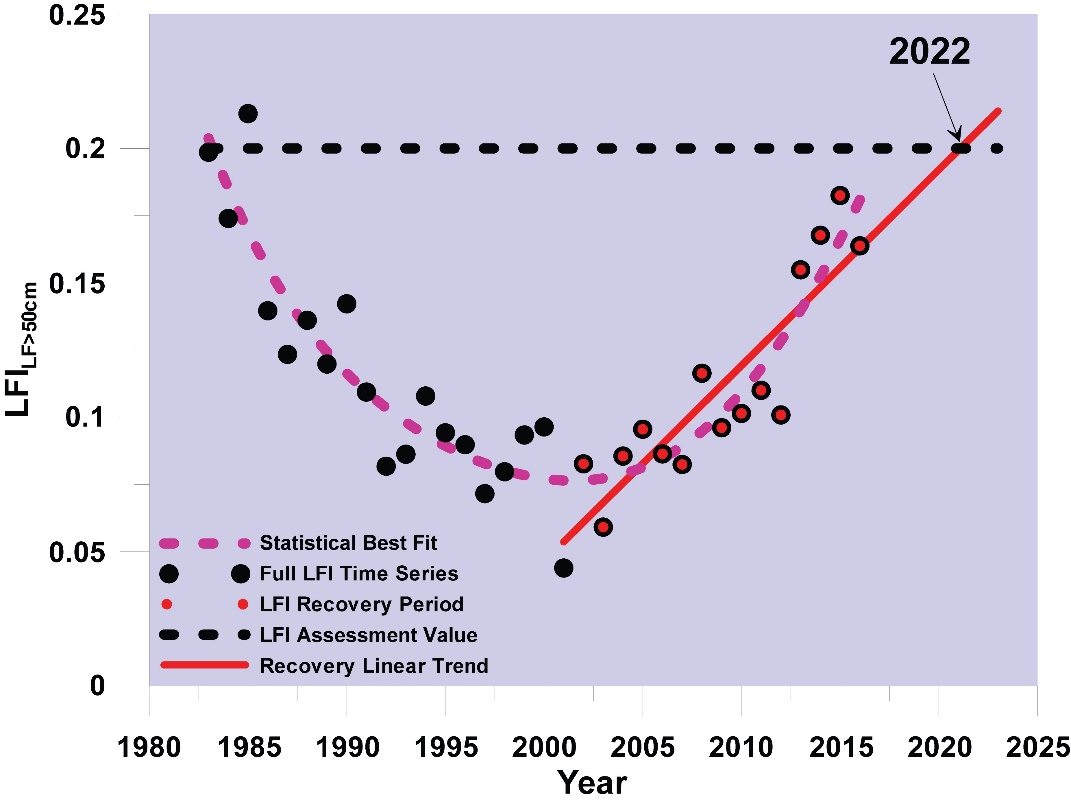 0.25
0.2
0.15
0.1
0.05
0
LFI LF>50cm
2022
Statistical Best Fit
Full LFI Time Series
LFI Recovery Period
LFI Assessment Value
Recovery Linear Trend
1980 1985 1990 1995 2000 2005 2010 2015 2020 2025
Year